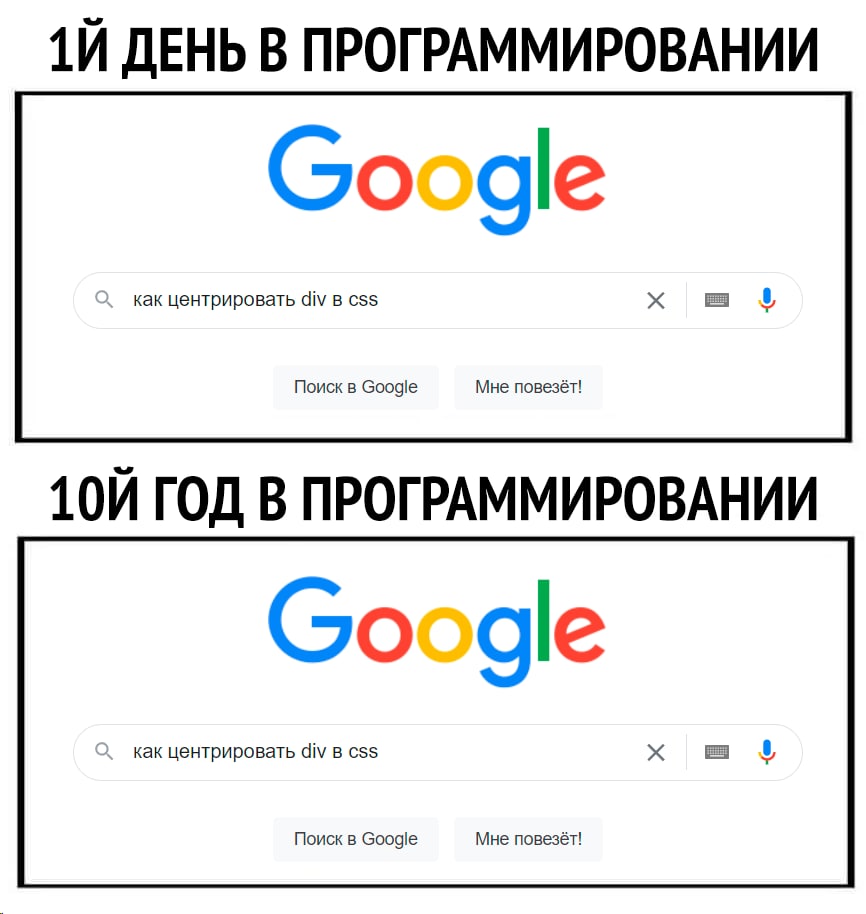 1Й ДЕНЬ В ПРОГРАММИРОВАНИИ
Google
как центрировать div в css
Поиск в Google Мне повезёт!
10Й ГОД В ПРОГРАММИРОВАНИИ
Google
как центрировать div в css
Поиск в Google Мне повезёт!